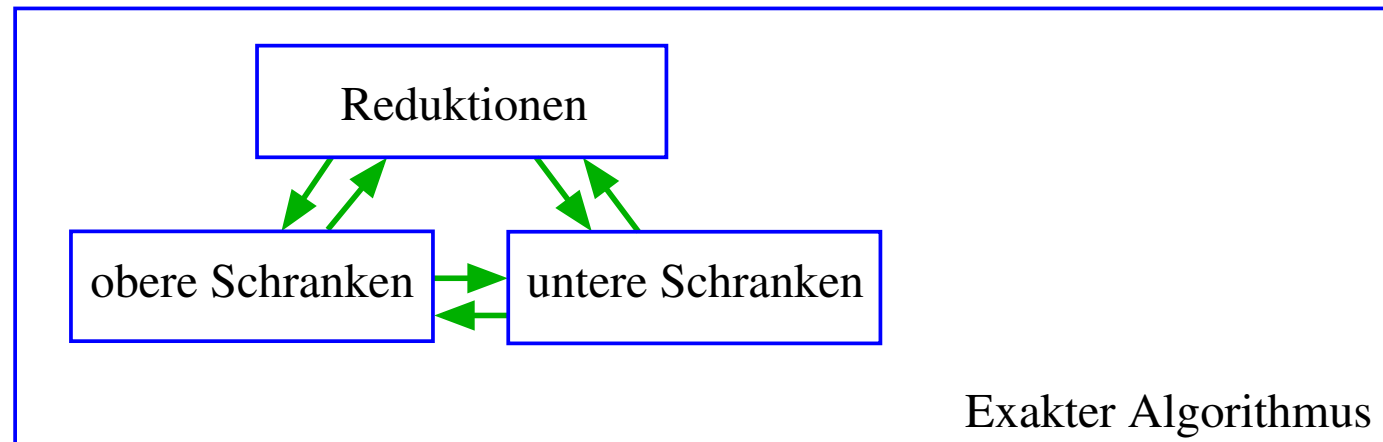 Reduktionen
obere Schranken
untere Schranken
Exakter Algorithmus